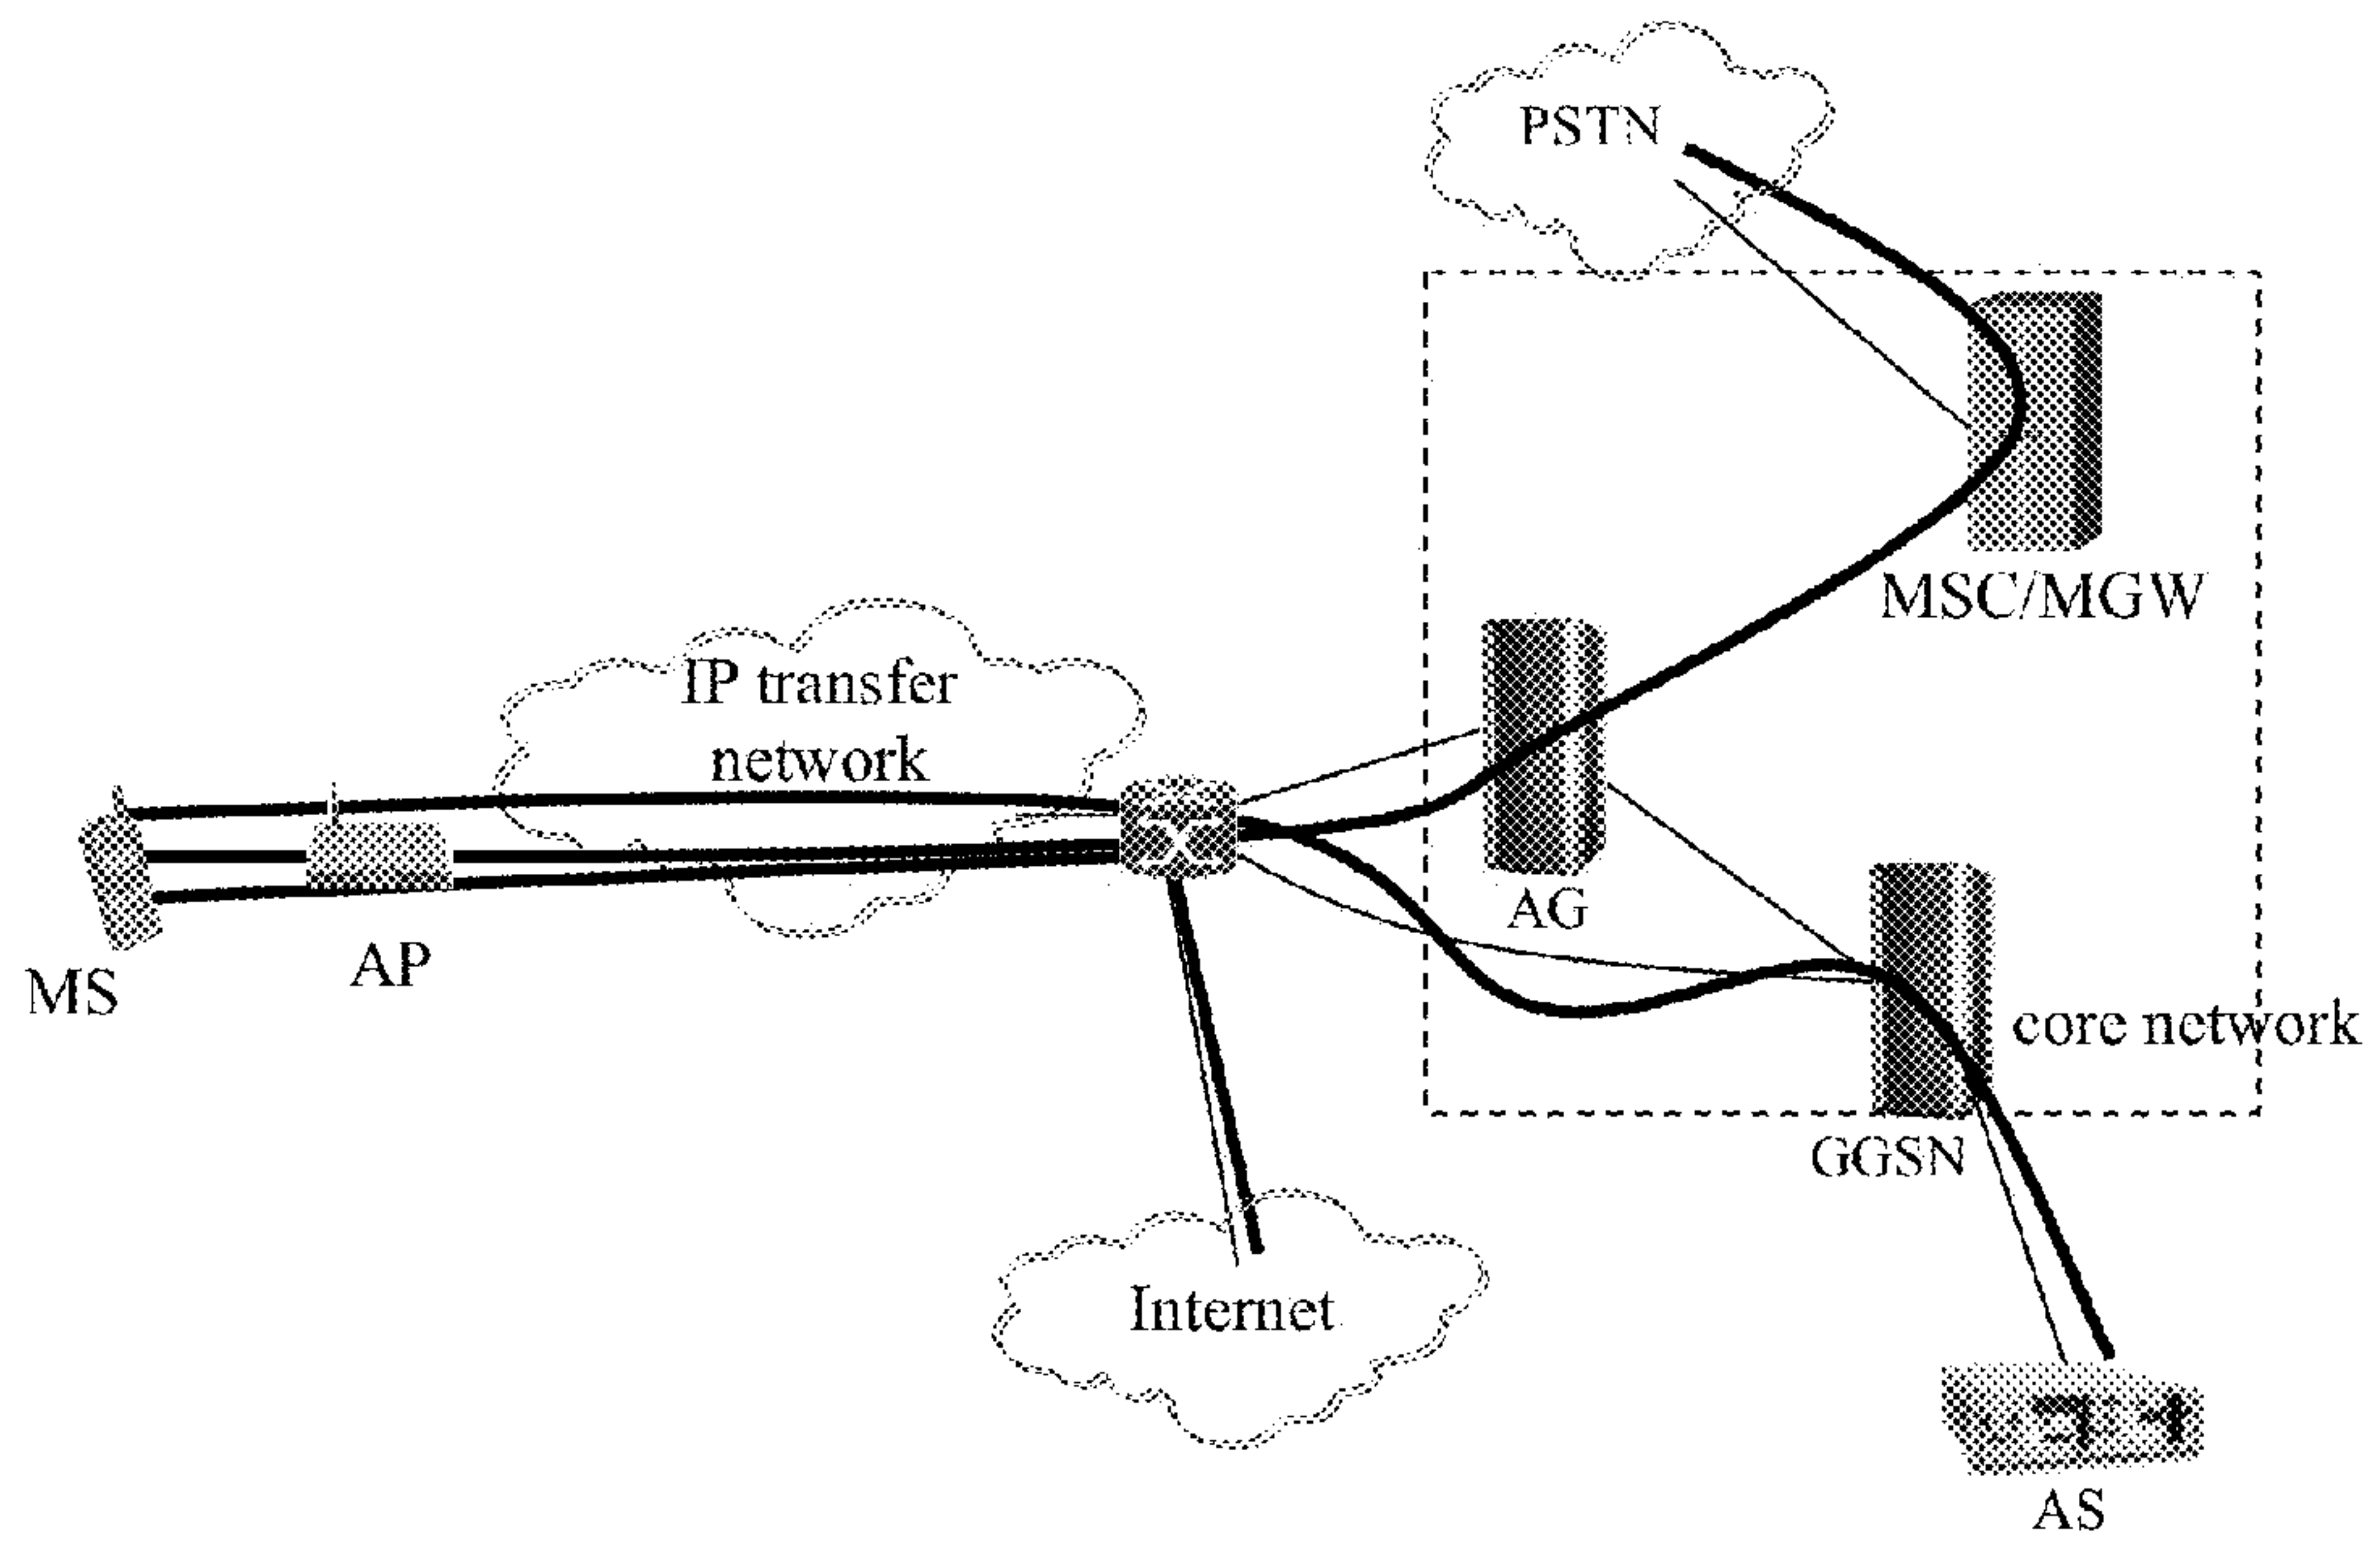 PSTN
MSC/MGW
IP transfer
network
AG
AP
MS
core network
GGSN
Internet
AS